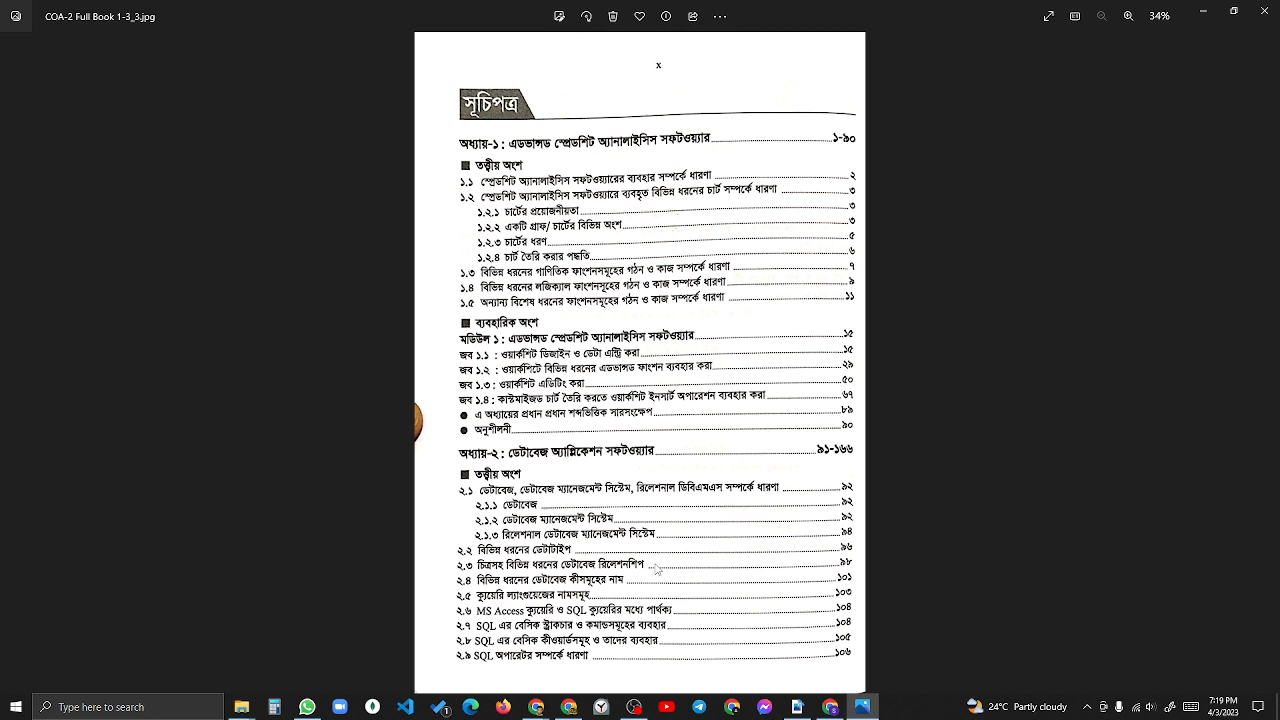 COA-2 Full Book 1-3_3.jpg
348%
x
সূচিপত্র
অধ্যায়-১ : এডভান্সড স্প্রেডশিট অ্যানালাইসিস সফটওয়্যার ১-৯০
তত্ত্বীয় অংশ
১.১ স্প্রেডশিট অ্যানালাইসিস সফটওয়্যারের ব্যবহার সম্পর্কে ধারণা ২
১.২ স্প্রেডশিট অ্যানালাইসিস সফটওয়্যারে ব্যবহৃত বিভিন্ন ধরনের চার্ট সম্পর্কে ধারণা ৩
১.২.১ চার্টের প্রয়োজনীয়তা ৩
১.২.২ একটি গ্রাফ/ চার্টের বিভিন্ন অংশ ৩
১.২.৩ চার্টের ধরণ ৫
১.২.৪ চার্ট তৈরি করার পদ্ধতি ৬
১.৩ বিভিন্ন ধরনের গাণিতিক ফাংশনসমূহের গঠন ও কাজ সম্পর্কে ধারণা ৭
১.৪ বিভিন্ন ধরনের লজিক্যাল ফাংশনসূহের গঠন ও কাজ সম্পর্কে ধারণা ৯
১.৫ অন্যান্য বিশেষ ধরনের ফাংশনসমূহের গঠন ও কাজ সম্পর্কে ধারণা ১১
ব্যবহারিক অংশ
মডিউল ১ : এডভান্সড স্প্রেডশিট অ্যানালাইসিস সফটওয়্যার ১৫
জব ১.১ : ওয়ার্কশিট ডিজাইন ও ডেটা এন্ট্রি করা ১৫
জব ১.২ : ওয়ার্কশিটে বিভিন্ন ধরনের এডভান্সড ফাংশন ব্যবহার করা ২৯
জব ১.৩ : ওয়ার্কশিট এডিটিং করা ৫০
জব ১.৪ : কাস্টমাইজড চার্ট তৈরি করতে ওয়ার্কশিট ইনসার্ট অপারেশন ব্যবহার করা ৬৭
এ অধ্যায়ের প্রধান প্রধান শব্দভিত্তিক সারসংক্ষেপ ৮৯
অনুশীলনী ৯০
অধ্যায়-২ : ডেটাবেজ অ্যাপ্লিকেশন সফটওয়্যার ৯১-১৬৬
তত্ত্বীয় অংশ
২.১ ডেটাবেজ, ডেটাবেজ ম্যানেজমেন্ট সিস্টেম, রিলেশনাল ডিবিএমএস সম্পর্কে ধারণা ৯২
২.১.১ ডেটাবেজ ৯২
২.১.২ ডেটাবেজ ম্যানেজমেন্ট সিস্টেম ৯২
২.১.৩ রিলেশনাল ডেটাবেজ ম্যানেজমেন্ট সিস্টেম ৯৪
২.২ বিভিন্ন ধরনের ডেটাটাইপ ৯৬
২.৩ চিত্রসহ বিভিন্ন ধরনের ডেটাবেজ রিলেশনশিপ ৯৮
২.৪ বিভিন্ন ধরনের ডেটাবেজ কীসমূহের নাম ১০১
২.৫ ক্যুয়েরি ল্যাংগুয়েজের নামসমূহ ১০৩
২.৬ MS Access ক্যুয়েরি ও SQL ক্যুয়েরির মধ্যে পার্থক্য ১০৪
২.৭ SQL এর বেসিক স্ট্রাকচার ও কমান্ডসমূহের ব্যবহার ১০৪
২.৮ SQL এর বেসিক কীওয়ার্ডসমূহ ও তাদের ব্যবহার ১০৫
২.৯ SQL অপারেটর সম্পর্কে ধারণা ১০৬
Type here to search
24°C Partly cloudy
7:19 PM
4/3/2023